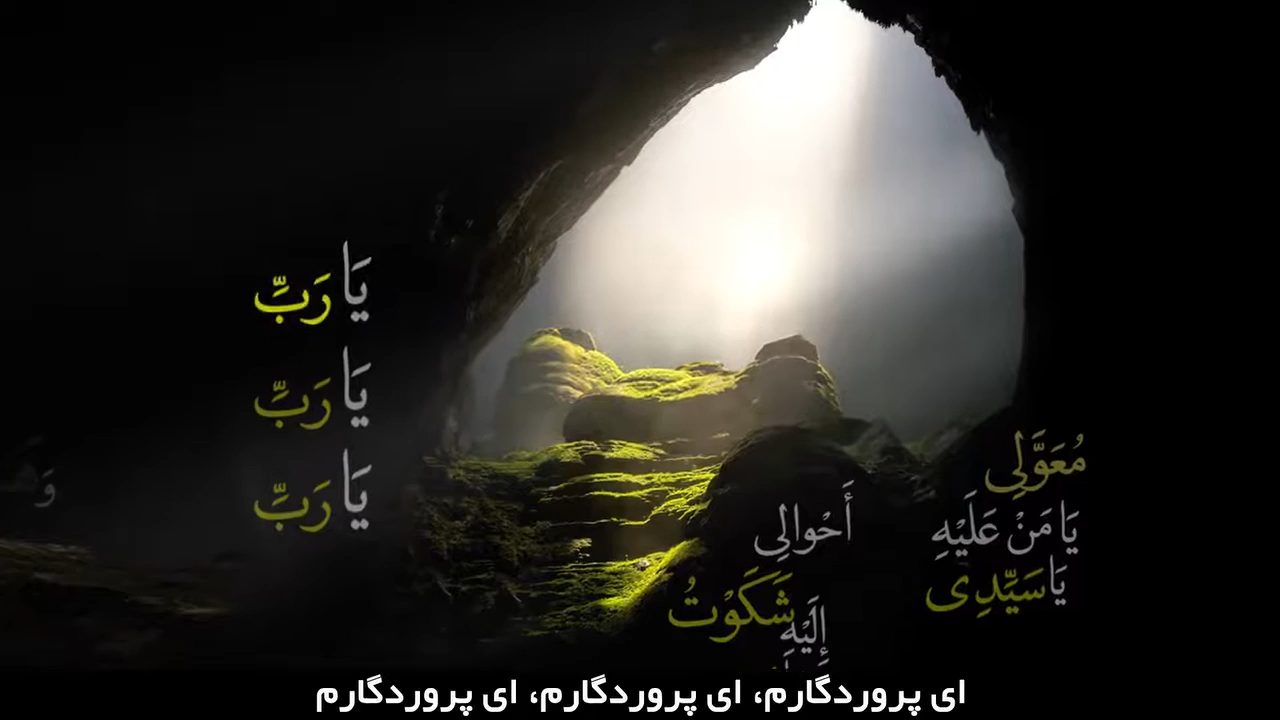 مُعَوَّلِی
یَا مَنْ عَلَیْهِ
یَا سَیِّدِی
أَحْوالِی
شَکَوْتُ
إِلَیْهِ
یَا رَبِّ
یَا رَبِّ
یَا رَبِّ
وَ
ای پروردگارم، ای پروردگارم، ای پروردگارم